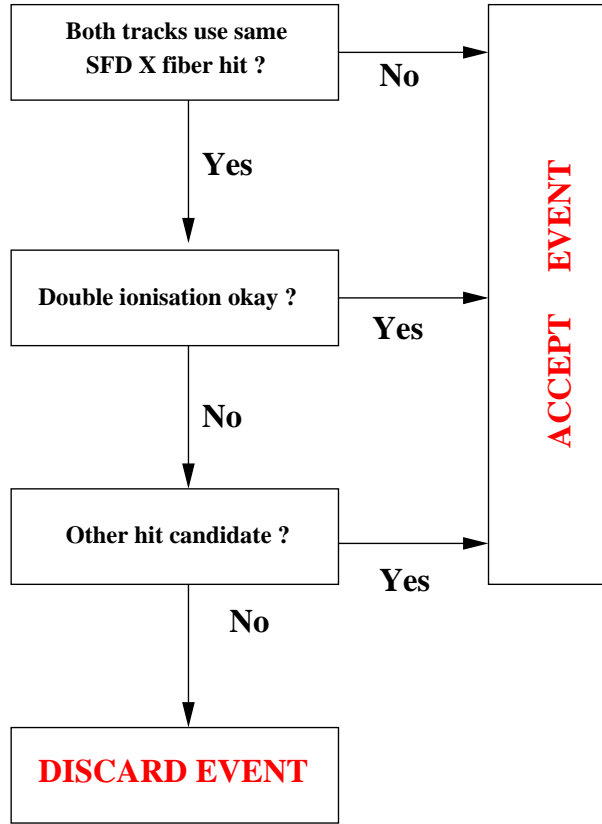 Both tracks use same
SFD X fiber hit ?
No
Yes
Double ionisation okay ?
Yes
No
Other hit candidate ?
Yes
No
DISCARD EVENT
ACCEPT EVENT